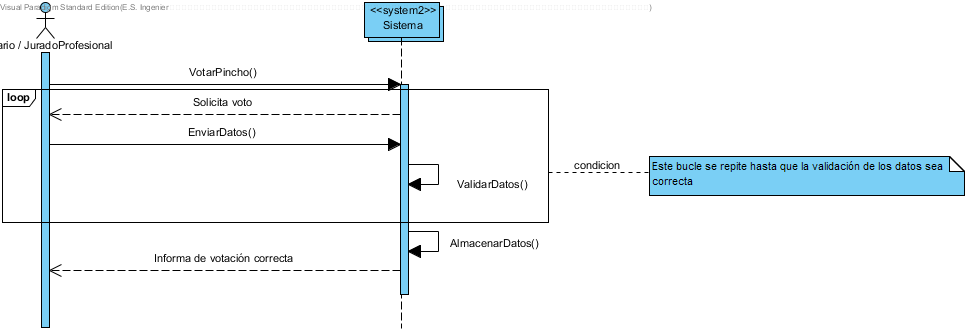 Visual Paradigm Standard Edition(E.S. Ingenier
)
<<system2>>
Sistema
ario / JuradoProfesional
VotarPincho()
loop
Solicita voto
EnviarDatos()
ValidarDatos()
condicion
Este bucle se repite hasta que la validación de los datos sea
correcta
AlmacenarDatos()
Informa de votación correcta